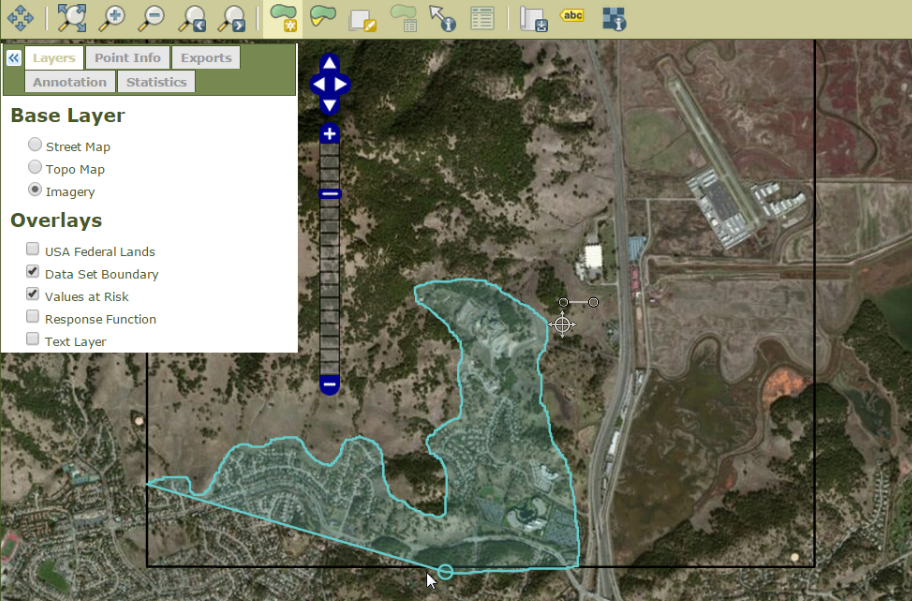 abc
Layers
Point Info
Exports
Annotation
Statistics
Base Layer
Street Map
Topo Map
Imagery
Overlays
USA Federal Lands
Data Set Boundary
Values at Risk
Response Function
Text Layer